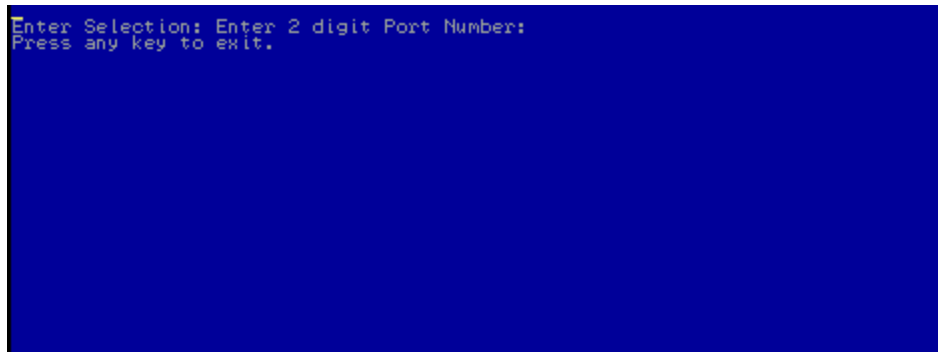 Enter Selection: Enter 2 digit Port Number:
Press any key to exit.